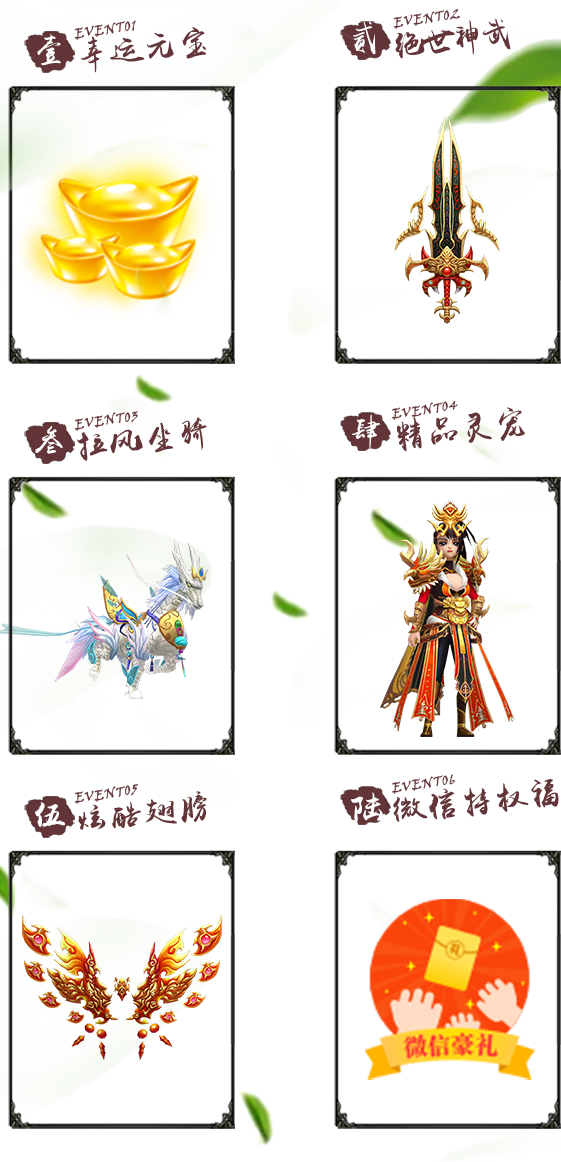 EVENT01
壹 幸运元宝
EVENT02
贰 绝世神武
EVENT03
叁 拉风坐骑
EVENT04
肆 精品灵宠
EVENT05
伍 炫酷翅膀
EVENT06
陆 微信特权福
礼
微信豪礼